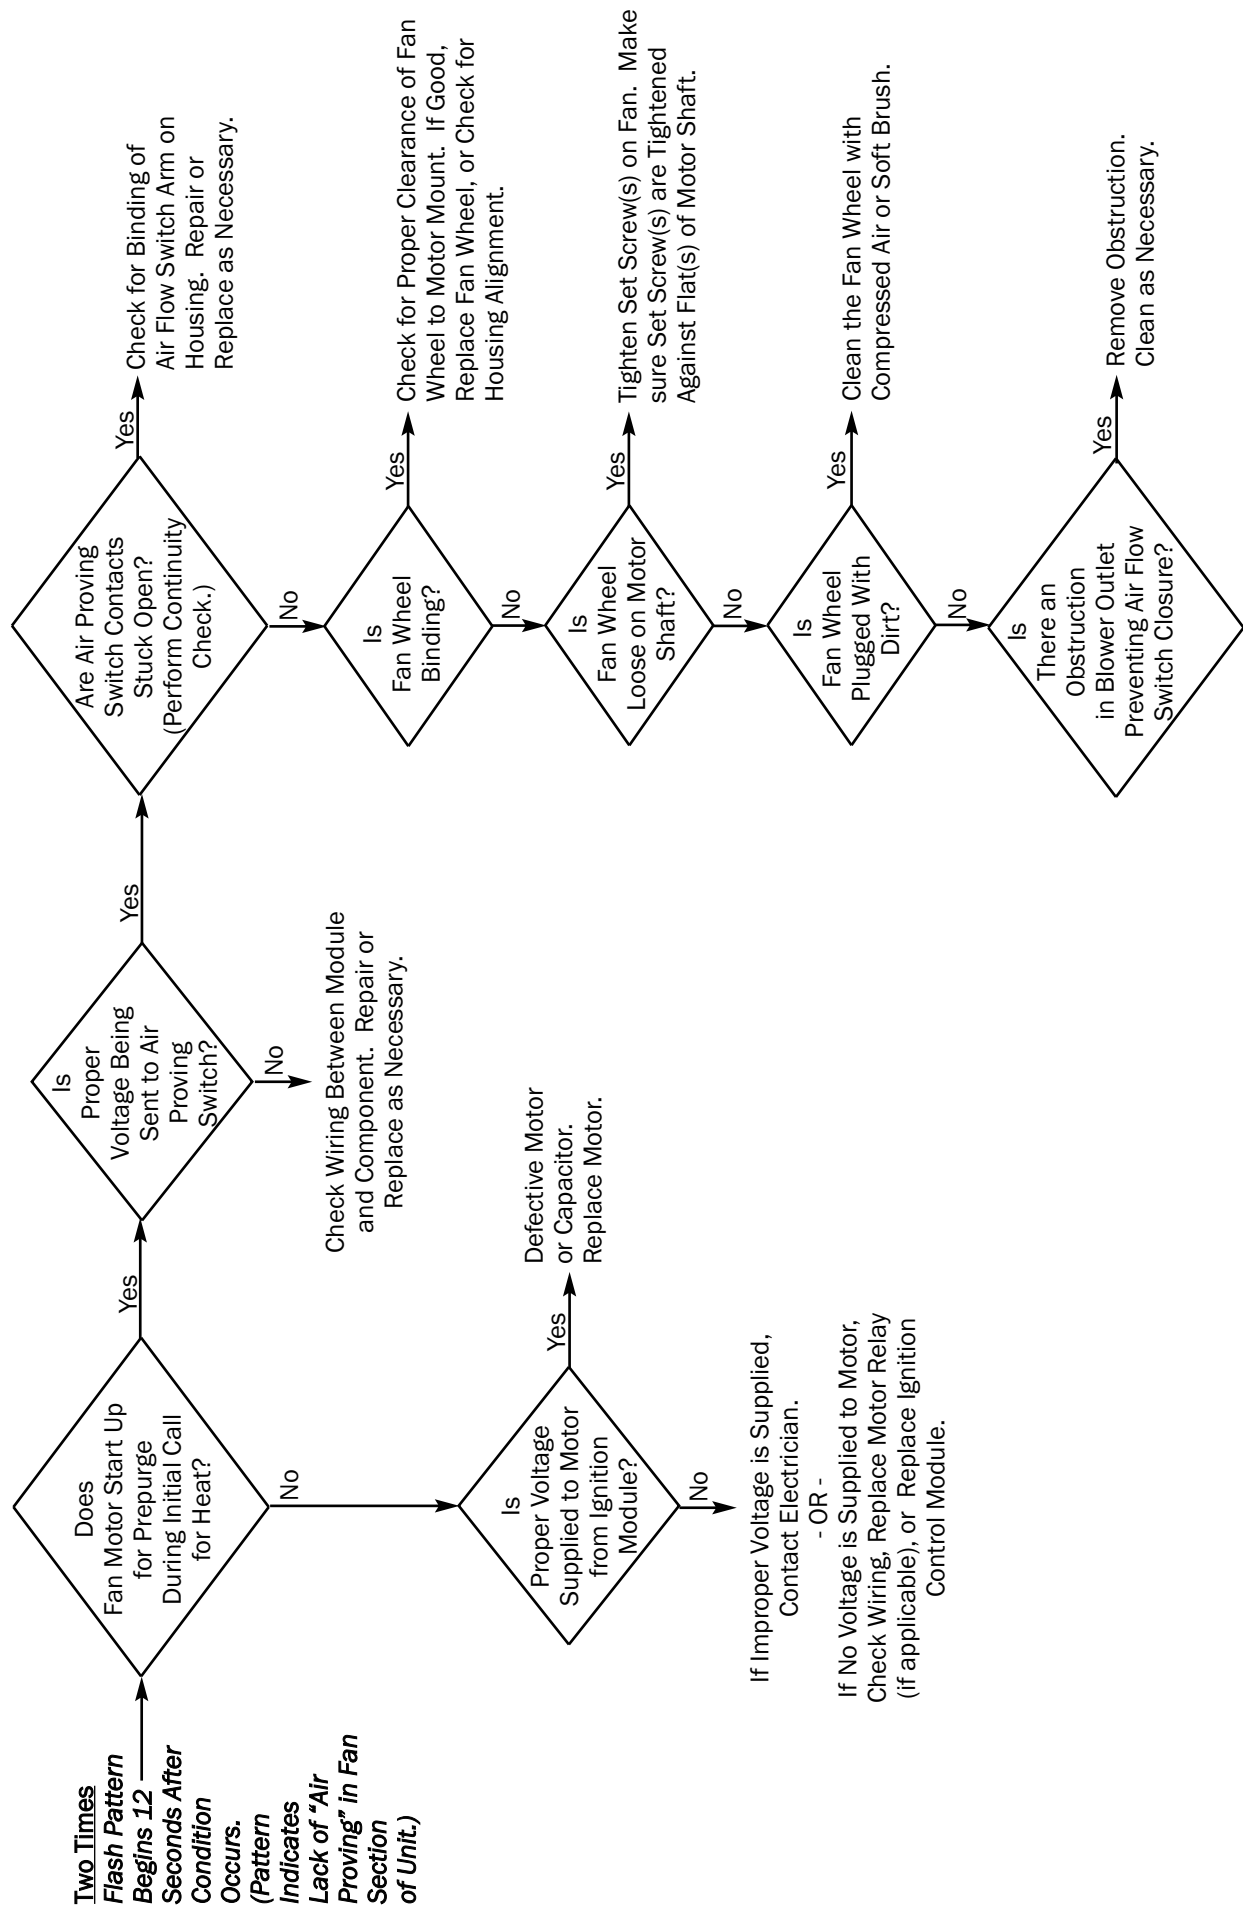 Two Times
Flash Pattern
Begins 12
Seconds After
Condition
Occurs.
(Pattern
Indicates
Lack of “Air
Proving” in Fan
Section
of Unit.)
Does
Fan Motor Start Up
for Prepurge
During Initial Call
for Heat?
Yes
No
Is
Proper
Voltage Being
Sent to Air
Proving
Switch?
Yes
No
Check Wiring Between Module
and Component. Repair or
Replace as Necessary.
Are Air Proving
Switch Contacts
Stuck Open?
(Perform Continuity
Check.)
Yes
Check for Binding of
Air Flow Switch Arm on
Housing. Repair or
Replace as Necessary.
No
Is
Fan Wheel
Binding?
Yes
Check for Proper Clearance of Fan
Wheel to Motor Mount. If Good,
Replace Fan Wheel, or Check for
Housing Alignment.
No
Is
Fan Wheel
Loose on Motor
Shaft?
Yes
Tighten Set Screw(s) on Fan. Make
sure Set Screw(s) are Tightened
Against Flat(s) of Motor Shaft.
No
Is
Fan Wheel
Plugged With
Dirt?
Yes
Clean the Fan Wheel with
Compressed Air or Soft Brush.
No
Is
There an
Obstruction
in Blower Outlet
Preventing Air Flow
Switch Closure?
Yes
Remove Obstruction.
Clean as Necessary.
Is
Proper Voltage
Supplied to Motor
from Ignition
Module?
Yes
Defective Motor
or Capacitor.
Replace Motor.
No
If Improper Voltage is Supplied,
Contact Electrician.
- OR -
If No Voltage is Supplied to Motor,
Check Wiring, Replace Motor Relay
(if applicable), or Replace Ignition
Control Module.